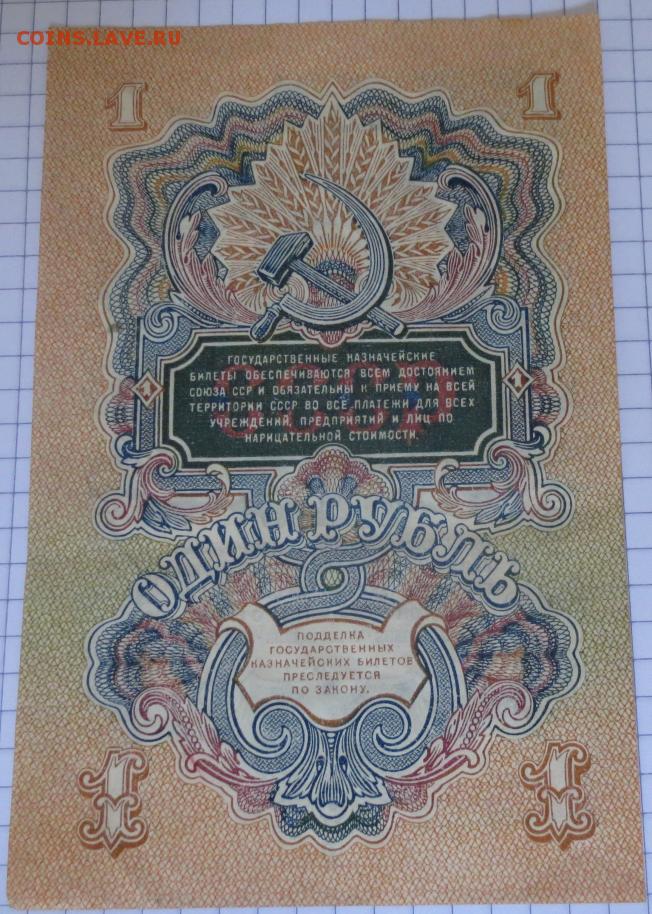 COINS.LAVE.RU
1 1
ГОСУДАРСТВЕННЫЕ КАЗНАЧЕЙСКИЕ
БИЛЕТЫ ОБЕСПЕЧИВАЮТСЯ ВСЕМ ДОСТОЯНИЕМ
СОЮЗА ССР И ОБЯЗАТЕЛЬНЫ К ПРИЕМУ НА ВСЕЙ
1 1
ТЕРРИТОРИИ СССР ВО ВСЕ ПЛАТЕЖИ ДЛЯ ВСЕХ
УЧРЕЖДЕНИЙ, ПРЕДПРИЯТИЙ И ЛИЦ ПО
НАРИЦАТЕЛЬНОЙ СТОИМОСТИ.
ОДИН РУБЛЬ
ПОДДЕЛКА
ГОСУДАРСТВЕННЫХ
КАЗНАЧЕЙСКИХ БИЛЕТОВ
ПРЕСЛЕДУЕТСЯ
ПО ЗАКОНУ.
1 1